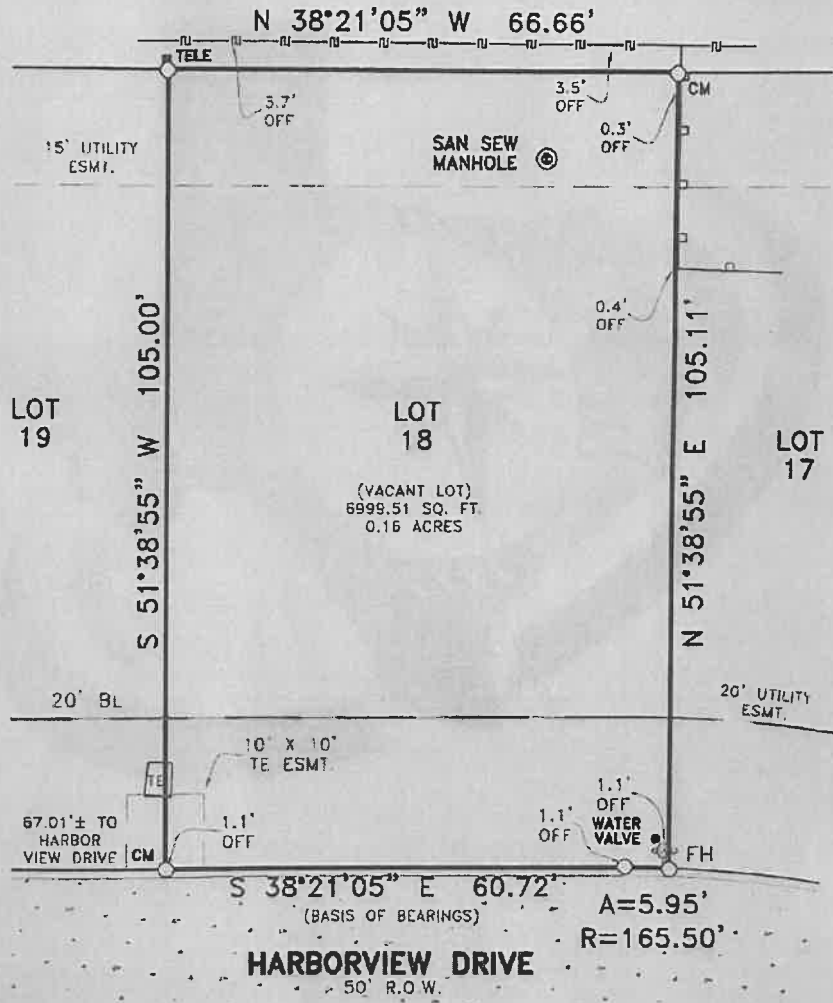 N 38°21'05" W 66.66'
TELE
CM
3.7'
OFF
3.5'
OFF
0.3'
OFF
15' UTILITY
ESMT.
SAN SEW
MANHOLE
0.4'
OFF
S 51°38'55" W 105.00'
N 51°38'55" E 105.11'
LOT
19
LOT
18
LOT
17
(VACANT LOT)
6999.51 SQ. FT.
0.16 ACRES
20' BL
20' UTILITY
ESMT.
10' X 10'
TE ESMT.
TE
67.01'± TO
HARBOR
VIEW DRIVE
CM
1.1'
OFF
1.1'
OFF
1.1'
OFF
WATER
VALVE
FH
S 38°21'05" E 60.72'
(BASIS OF BEARINGS)
A=5.95'
R=165.50'
HARBORVIEW DRIVE
50' R.O.W.